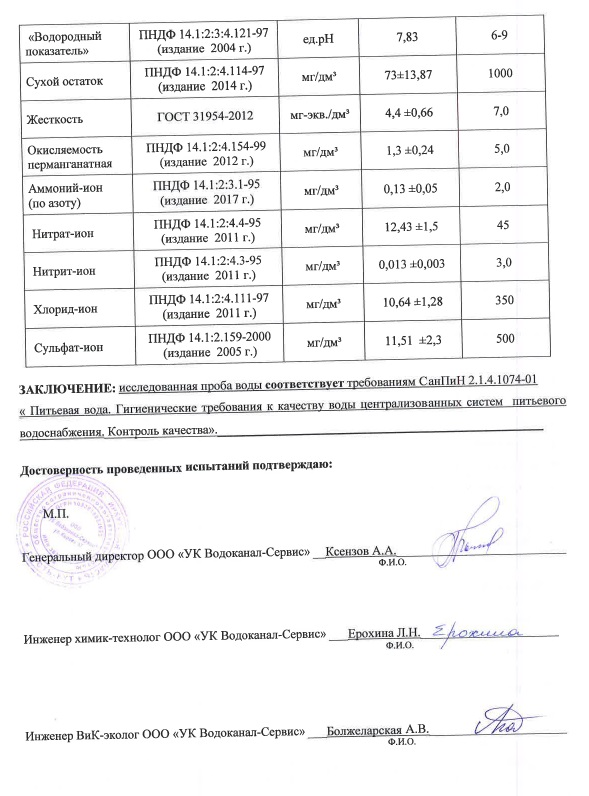 «Водородный показатель» ПНДФ 14.1:2:3:4.121-97 (издание 2004 г.) ед.рН 7,83 6-9
Сухой остаток ПНДФ 14.1:2:4.114-97 (издание 2014 г.) мг/дм³ 73±13,87 1000
Жесткость ГОСТ 31954-2012 мг-экв./дм³ 4,4 ±0,66 7,0
Окисляемость перманганатная ПНДФ 14.1:2:4.154-99 (издание 2012 г.) мг/дм³ 1,3 ±0,24 5,0
Аммоний-ион (по азоту) ПНДФ 14.1:2:3.1-95 (издание 2017 г.) мг/дм³ 0,13 ±0,05 2,0
Нитрат-ион ПНДФ 14.1:2:4.4-95 (издание 2011 г.) мг/дм³ 12,43 ±1,5 45
Нитрит-ион ПНДФ 14.1:2:4.3-95 (издание 2011 г.) мг/дм³ 0,013 ±0,003 3,0
Хлорид-ион ПНДФ 14.1:2:4.111-97 (издание 2011 г.) мг/дм³ 10,64 ±1,28 350
Сульфат-ион ПНДФ 14.1:2.159-2000 (издание 2005 г.) мг/дм³ 11,51 ±2,3 500
ЗАКЛЮЧЕНИЕ: исследованная проба воды соответствует требованиям СанПиН 2.1.4.1074-01
« Питьевая вода. Гигиенические требования к качеству воды централизованных систем питьевого
водоснабжения. Контроль качества».
Достоверность проведенных испытаний подтверждаю:
РОССИЙСКАЯ ФЕДЕРАЦИЯ
М.П.
Генеральный директор ООО «УК Водоканал-Сервис» Ксензов А.А.
Ф.И.О.
Инженер химик-технолог ООО «УК Водоканал-Сервис» Ерохина Л.Н. Ерохина
Ф.И.О.
Инженер ВиК-эколог ООО «УК Водоканал-Сервис» Болжеларская А.В.
Ф.И.О.